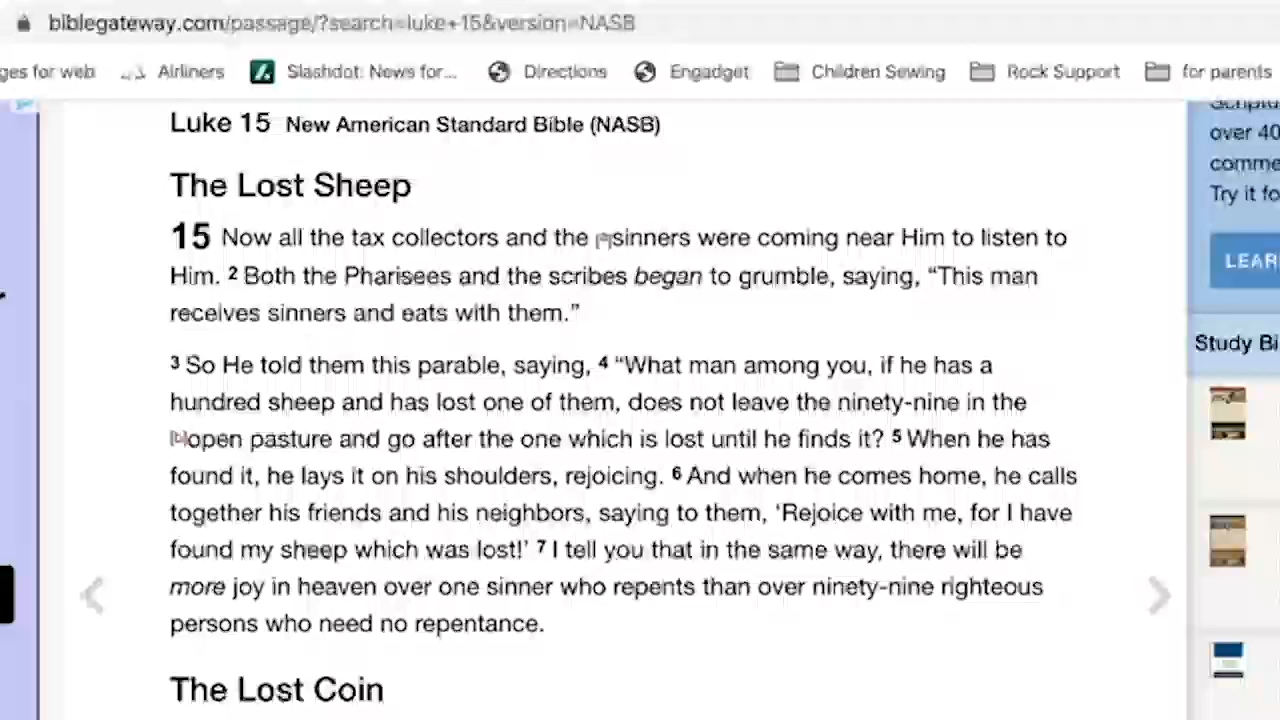 biblegateway.com/passage/?search=luke+15&version=NASB
ges for web Airliners Slashdot: News for... Directions Engadget Children Sewing Rock Support for parents
Luke 15 New American Standard Bible (NASB)
over 40
comme
Try it fo
LEAR
Study Bi
The Lost Sheep
15 Now all the tax collectors and the [a]sinners were coming near Him to listen to
Him. 2 Both the Pharisees and the scribes began to grumble, saying, “This man
receives sinners and eats with them.”
3 So He told them this parable, saying, 4 “What man among you, if he has a
hundred sheep and has lost one of them, does not leave the ninety-nine in the
[b]open pasture and go after the one which is lost until he finds it? 5 When he has
found it, he lays it on his shoulders, rejoicing. 6 And when he comes home, he calls
together his friends and his neighbors, saying to them, ‘Rejoice with me, for I have
found my sheep which was lost!’ 7 I tell you that in the same way, there will be
more joy in heaven over one sinner who repents than over ninety-nine righteous
persons who need no repentance.
The Lost Coin